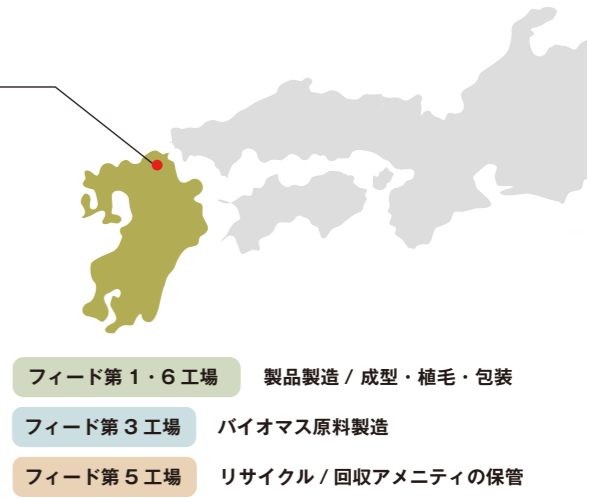 フィード第 1・6 工場 製品製造 / 成型・植毛・包装
フィード第 3 工場 バイオマス原料製造
フィード第 5 工場 リサイクル / 回収アメニティの保管